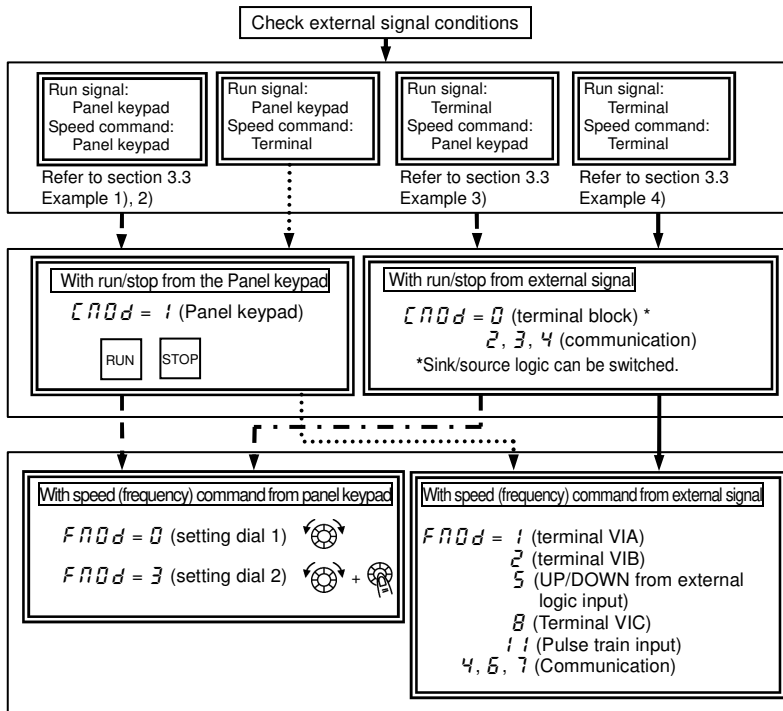 Check external signal conditions
Run signal:
Panel keypad
Speed command:
Panel keypad
Refer to section 3.3
Example 1), 2)
Run signal:
Panel keypad
Speed command:
Terminal
Run signal:
Terminal
Speed command:
Panel keypad
Refer to section 3.3
Example 3)
Run signal:
Terminal
Speed command:
Terminal
Refer to section 3.3
Example 4)
With run/stop from the Panel keypad
CMOd = 1 (Panel keypad)
RUN STOP
With run/stop from external signal
CMOd = 0 (terminal block) *
2, 3, 4 (communication)
*Sink/source logic can be switched.
With speed (frequency) command from panel keypad
FMOd = 0 (setting dial 1)
FMOd = 3 (setting dial 2) +
With speed (frequency) command from external signal
FMOd = 1 (terminal VIA)
2 (terminal VIB)
5 (UP/DOWN from external
logic input)
8 (Terminal VIC)
11 (Pulse train input)
4, 6, 7 (Communication)